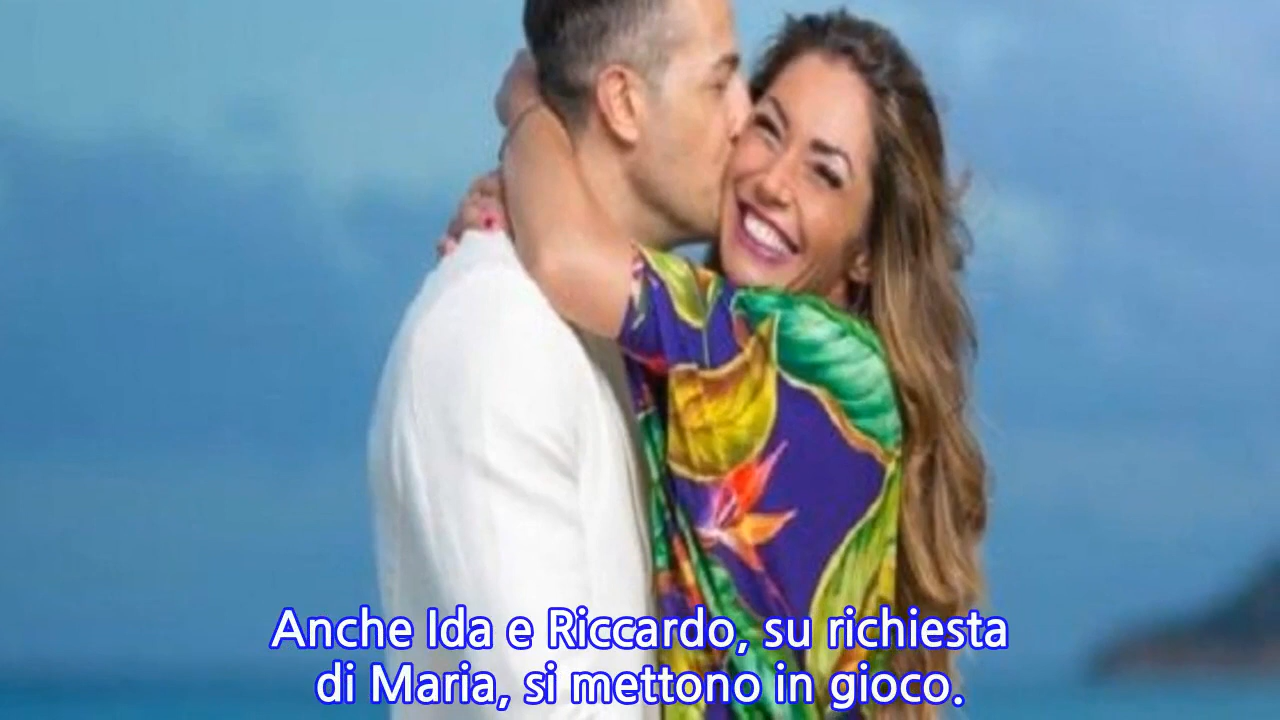 Anche Ida e Riccardo, su richiesta
di Maria, si mettono in gioco.